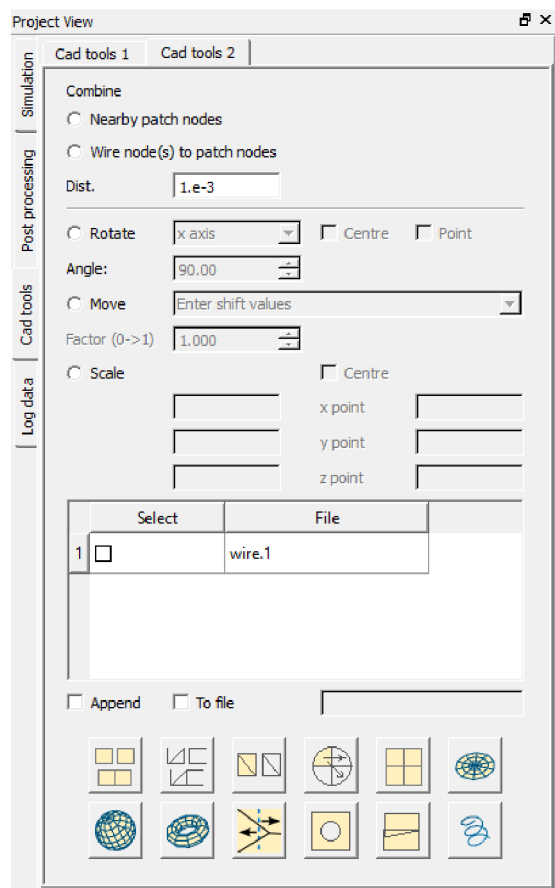 Project View
Cad tools 1 Cad tools 2
Simulation
Post processing
Cad tools
Log data
Combine
Nearby patch nodes
Wire node(s) to patch nodes
Dist. 1.e-3
Rotate x axis Centre Point
Angle: 90.00
Move Enter shift values
Factor (0->1) 1.000
Scale Centre
x point
y point
z point
Select File
1 wire.1
Append To file